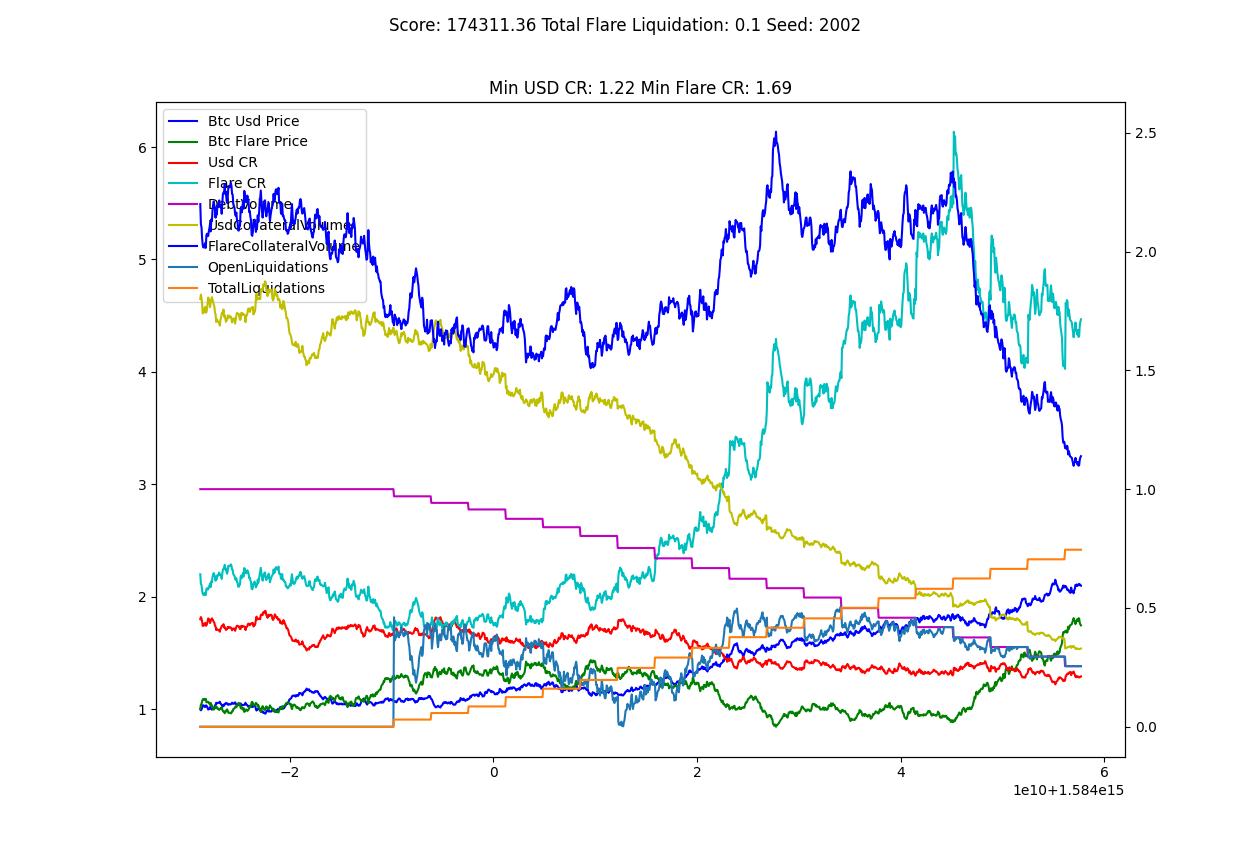 Score: 174311.36 Total Flare Liquidation: 0.1 Seed: 2002
Min USD CR: 1.22 Min Flare CR: 1.69
Btc Usd Price
Btc Flare Price
Usd CR
Flare CR
DebtVolume
UsdCollateralVolume
FlareCollateralVolume
OpenLiquidations
TotalLiquidations
6
5
4
3
2
1
2.5
2.0
1.5
1.0
0.5
0.0
−2
0
2
4
6
1e10+1.584e15